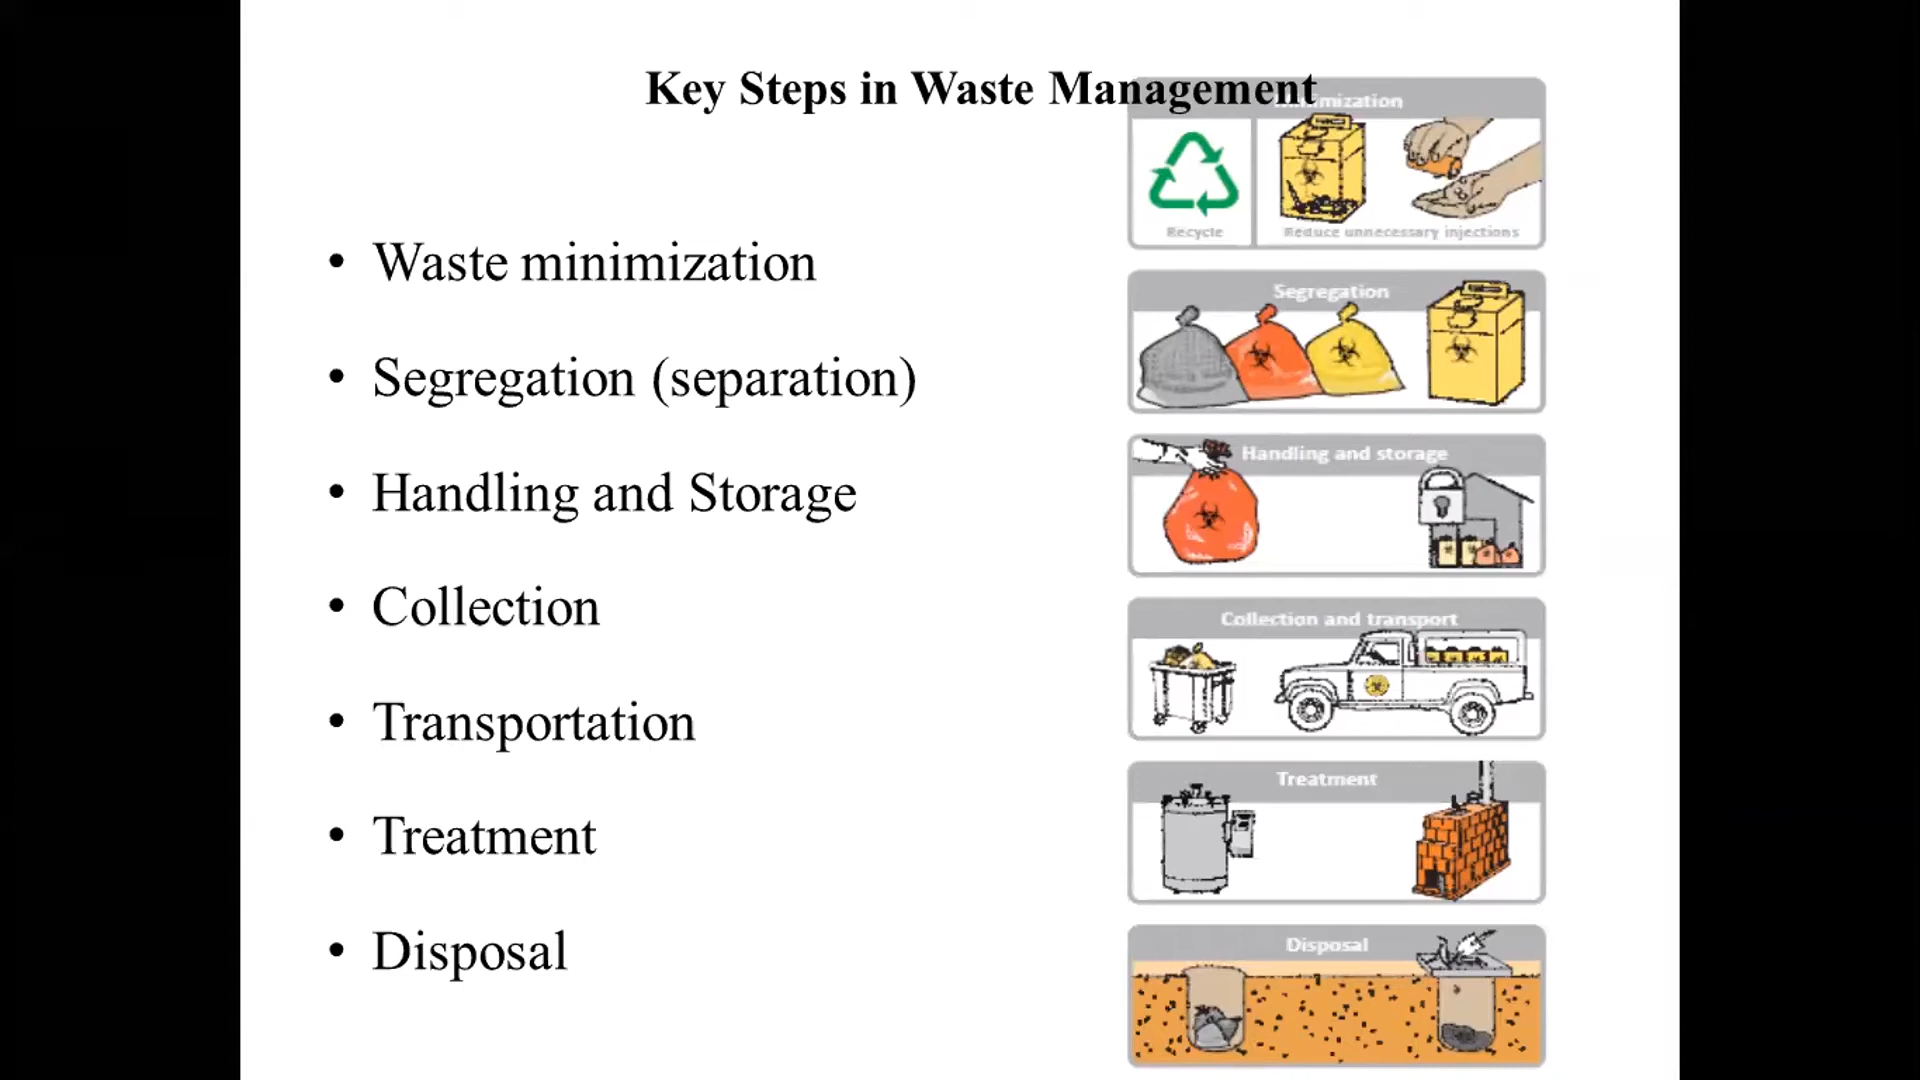 Key Steps in Waste Management
• Waste minimization
• Segregation (separation)
• Handling and Storage
• Collection
• Transportation
• Treatment
• Disposal
Recycle
Reduce unnecessary injections
Segregation
Handling and storage
Collection and transport
Treatment
Disposal